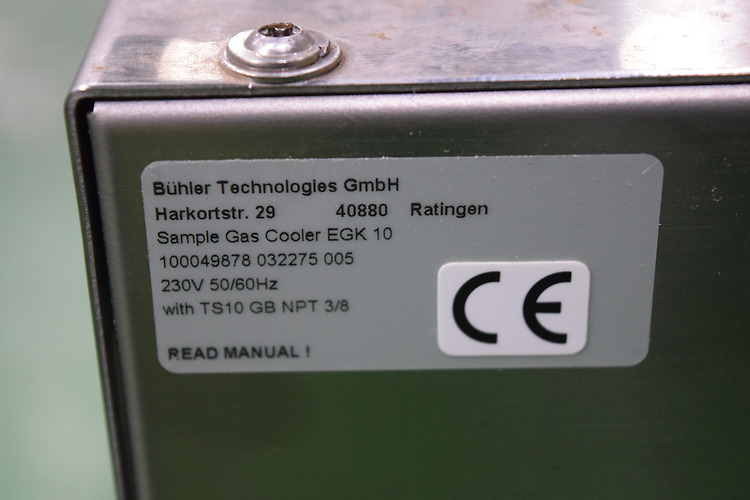 Bühler Technologies GmbH
Harkortstr. 29 40880 Ratingen
Sample Gas Cooler EGK 10
100049878 032275 005
230V 50/60Hz
with TS10 GB NPT 3/8
READ MANUAL !
CE